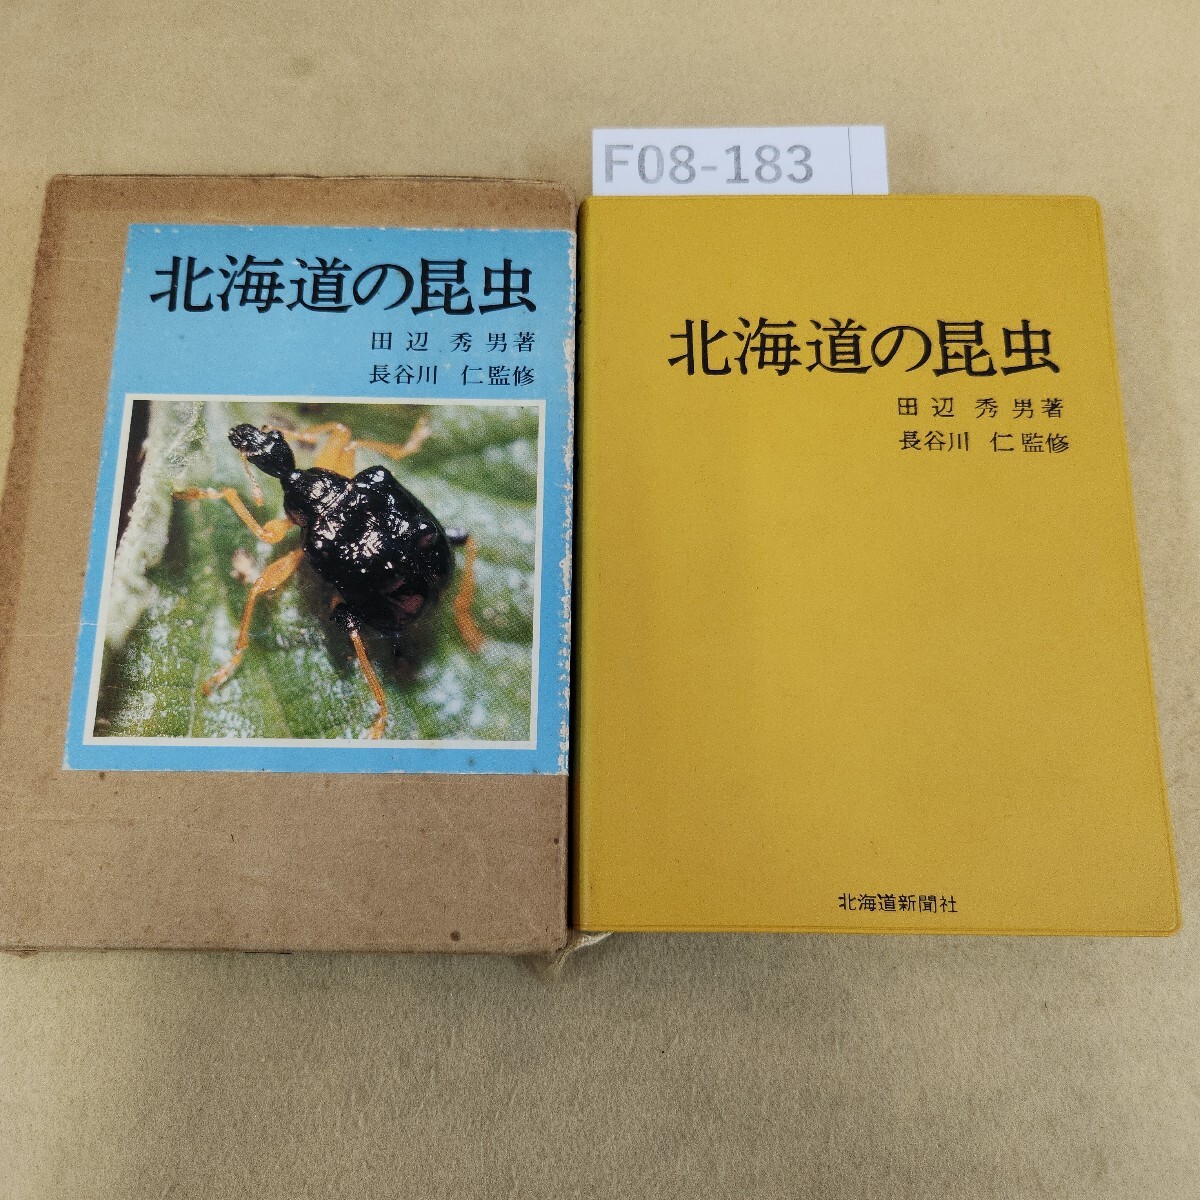 F08-183
北海道の昆虫
田辺 秀男著
長谷川 仁監修
北海道の昆虫
田辺 秀男著
長谷川 仁監修
北海道新聞社